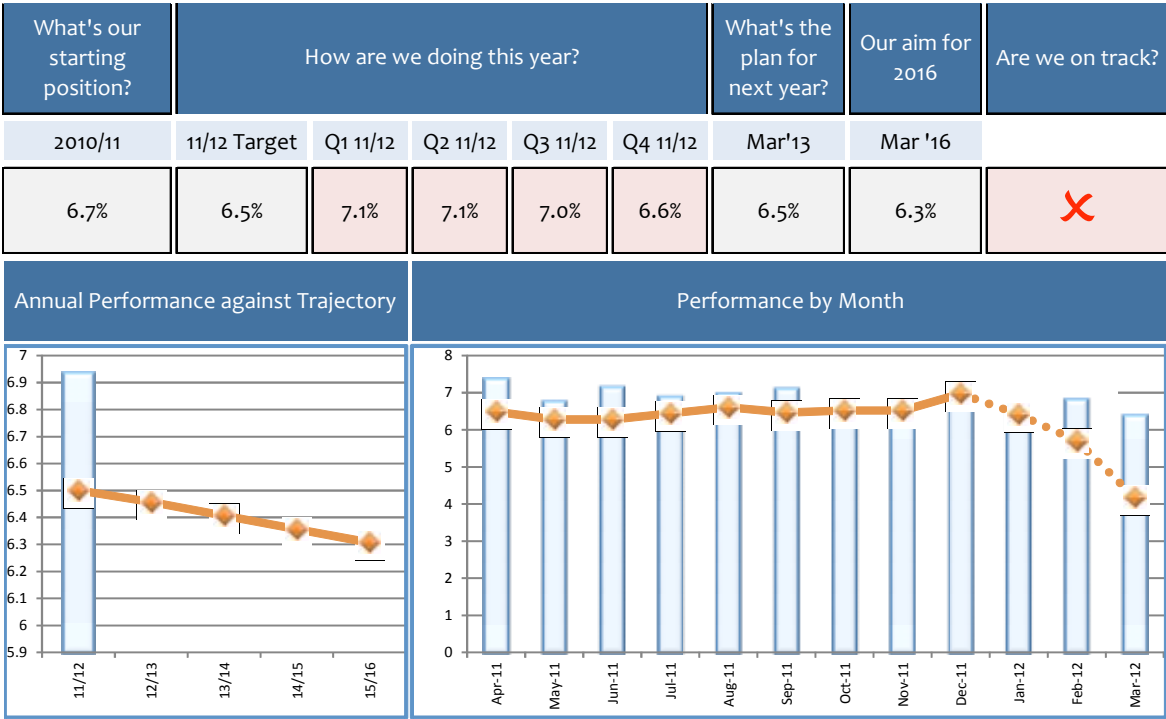 What's our
starting
position?
How are we doing this year?
What's the
plan for
next year?
Our aim for
2016
Are we on track?
2010/11
11/12 Target
Q1 11/12
Q2 11/12
Q3 11/12
Q4 11/12
Mar'13
Mar '16
6.7%
6.5%
7.1%
7.1%
7.0%
6.6%
6.5%
6.3%
Annual Performance against Trajectory
Performance by Month
7
6.9
6.8
6.7
6.6
6.5
6.4
6.3
6.2
6.1
6
5.9
11/12
12/13
13/14
14/15
15/16
8
7
6
5
4
3
2
1
0
Apr-11
May-11
Jun-11
Jul-11
Aug-11
Sep-11
Oct-11
Nov-11
Dec-11
Jan-12
Feb-12
Mar-12